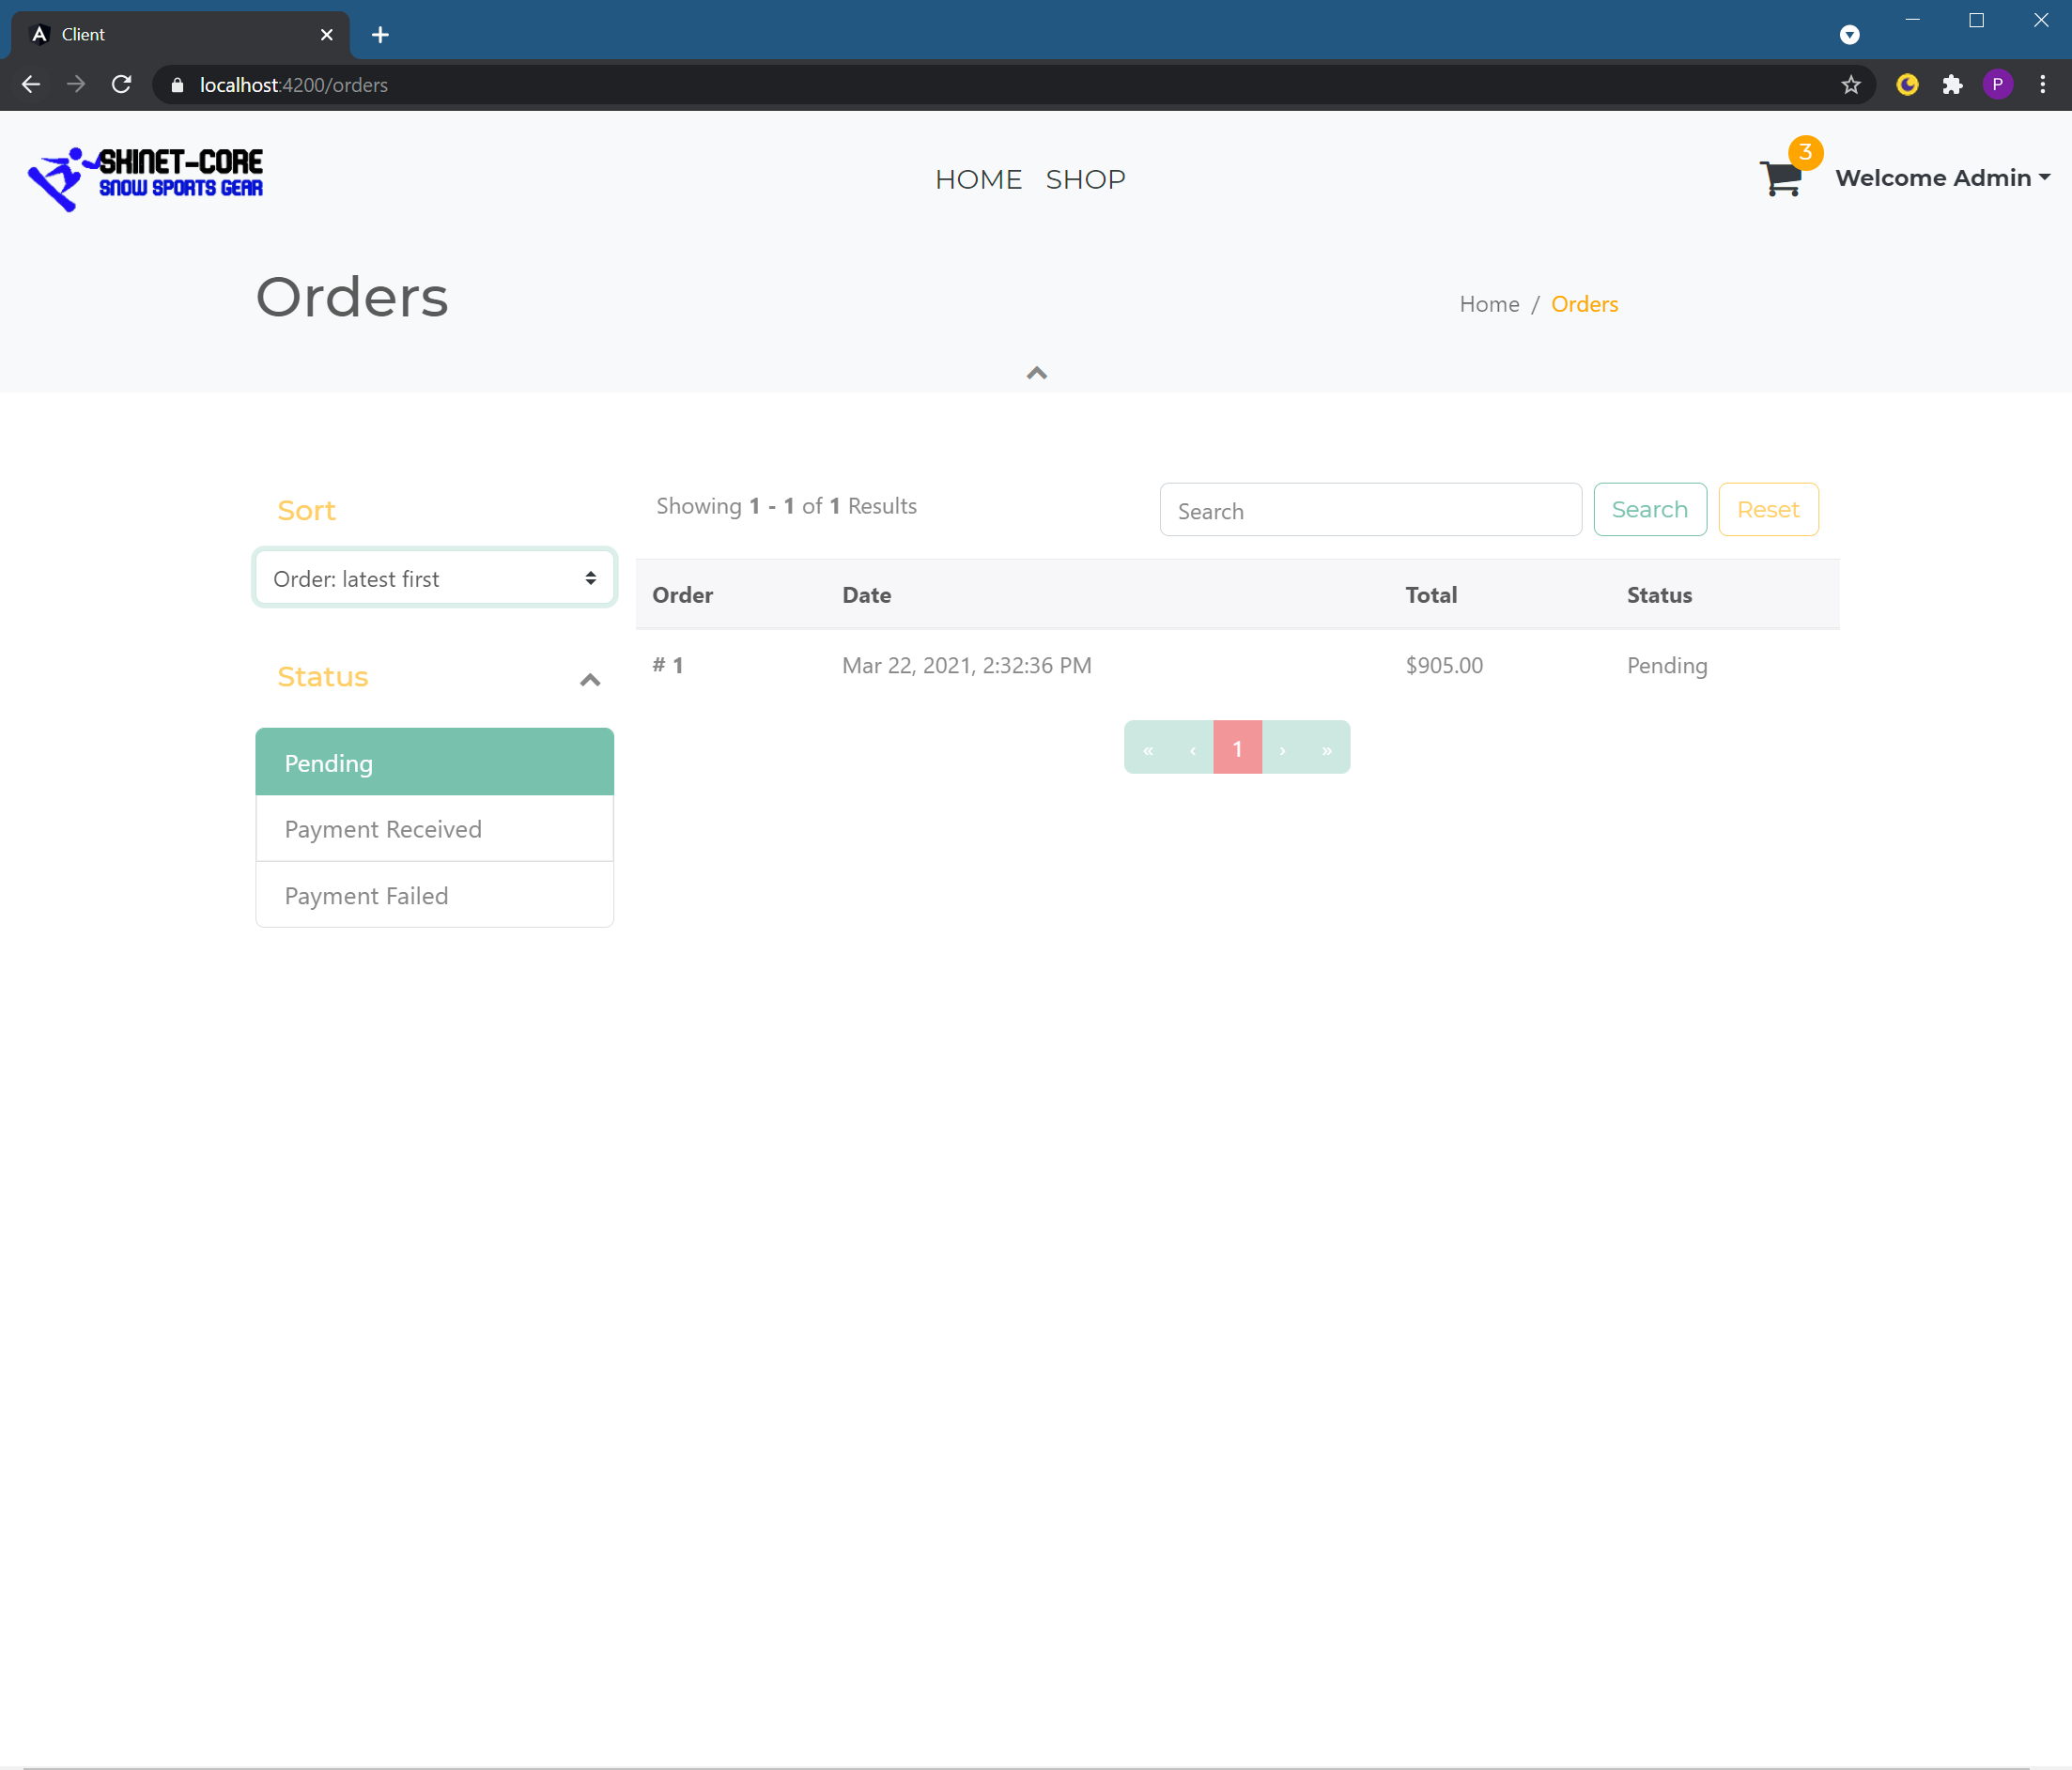 Client
localhost:4200/orders
P
SKINET-CORE
SNOW SPORTS GEAR
HOME SHOP
3
Welcome Admin
Orders
Home / Orders
Sort
Showing 1 - 1 of 1 Results
Search
Search
Reset
Order: latest first
Order Date Total Status
# 1 Mar 22, 2021, 2:32:36 PM $905.00 Pending
Status
« ‹ 1 › »
Pending
Payment Received
Payment Failed